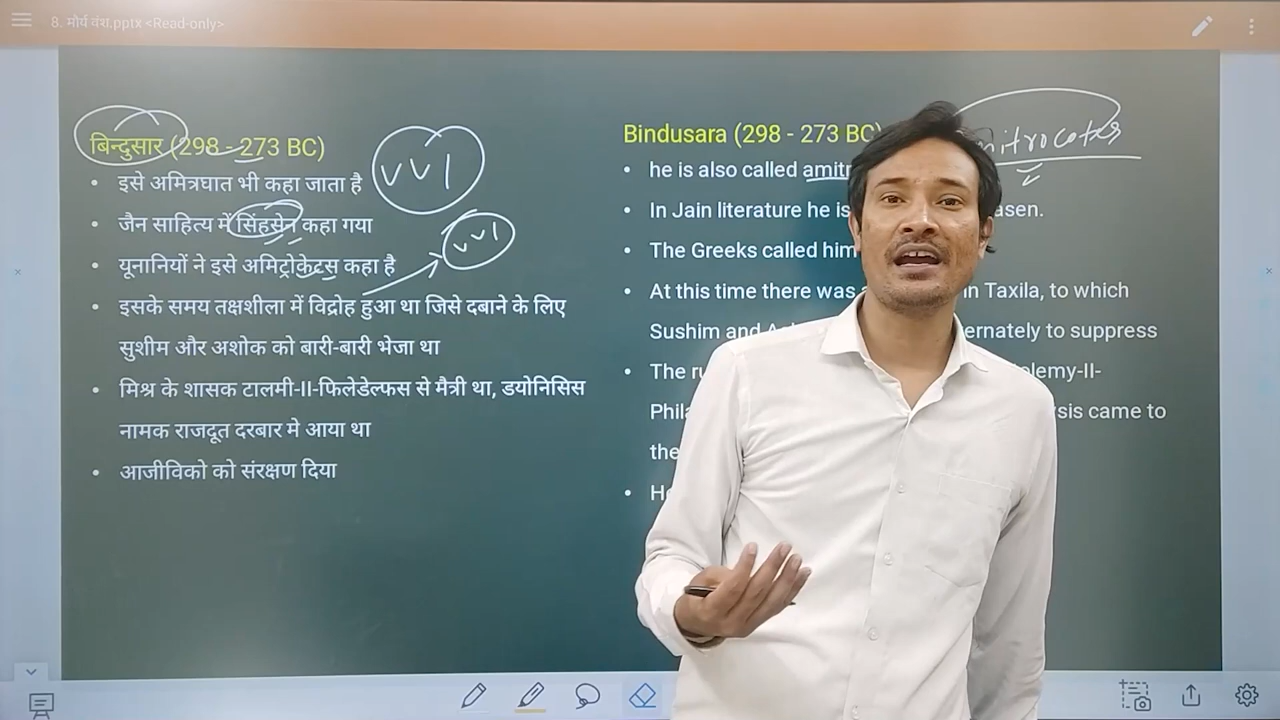 8. मौर्य वंश.pptx <Read-only>
बिन्दुसार (298 - 273 BC)
• इसे अमित्रघात भी कहा जाता है
• जैन साहित्य में सिंहसेन कहा गया
• यूनानियों ने इसे अमिट्रोकेटस कहा है
• इसके समय तक्षशीला में विद्रोह हुआ था जिसे दबाने के लिए
सुशीम और अशोक को बारी-बारी भेजा था
• मिश्र के शासक टालमी-II-फिलेडेल्फस से मैत्री था, डयोनिसिस
नामक राजदूत दरबार मे आया था
• आजीविको को संरक्षण दिया
VVI
VVI
Bindusara (298 - 273 BC)
• he is also called amitr
• In Jain literature he is asen.
• The Greeks called him
• At this time there was in Taxila, to which
Sushim and ernately to suppress
• The ru olemy-II-
Phila ysis came to
the
• He
mitrocotes